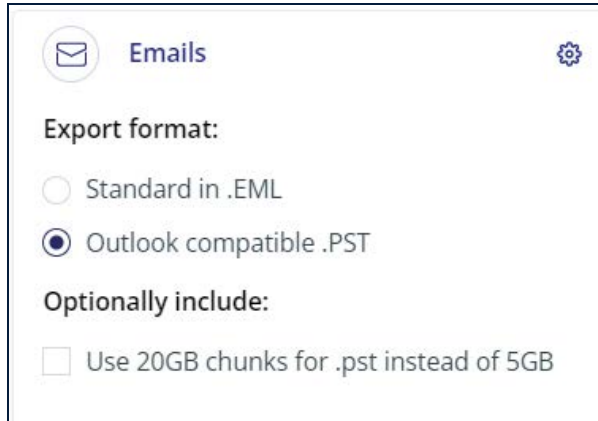 Emails
Export format:
Standard in .EML
Outlook compatible .PST
Optionally include:
Use 20GB chunks for .pst instead of 5GB